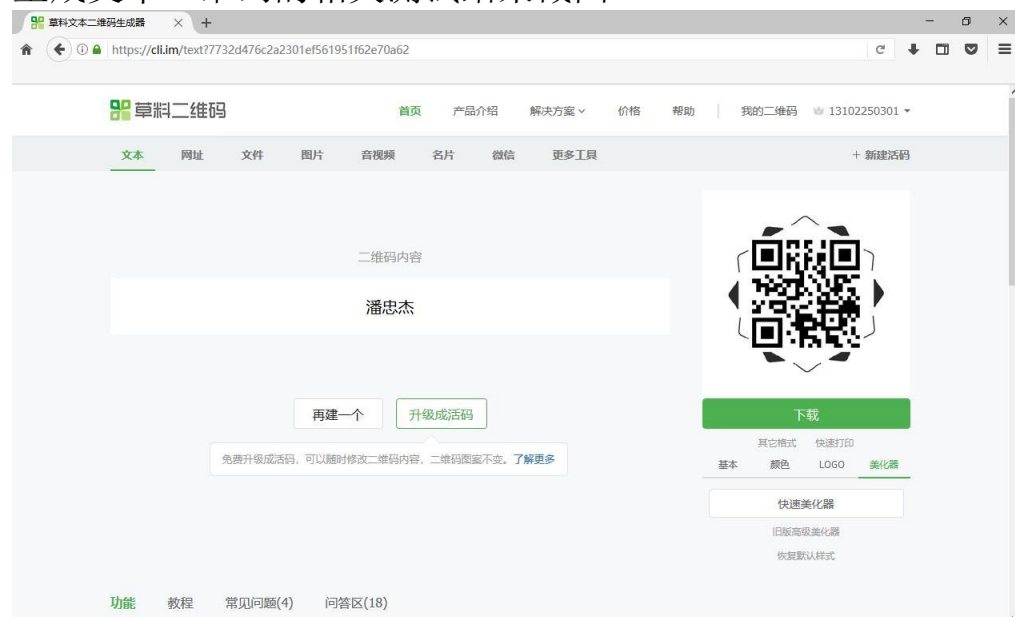 草料文本二维码生成器
https://cli.im/text?7732d476c2a2301ef561951f62e70a62
草料二维码 首页 产品介绍 解决方案 价格 帮助 我的二维码 13102250301
文本 网址 文件 图片 音视频 名片 微信 更多工具 + 新建活码
二维码内容
潘忠杰
再建一个 升级成活码
免费升级成活码,可以随时修改二维码内容,二维码图案不变。了解更多
下载
其它格式 快速打印
基本 颜色 LOGO 美化器
快速美化器
旧版高级美化器
恢复默认样式
功能 教程 常见问题(4) 问答区(18)